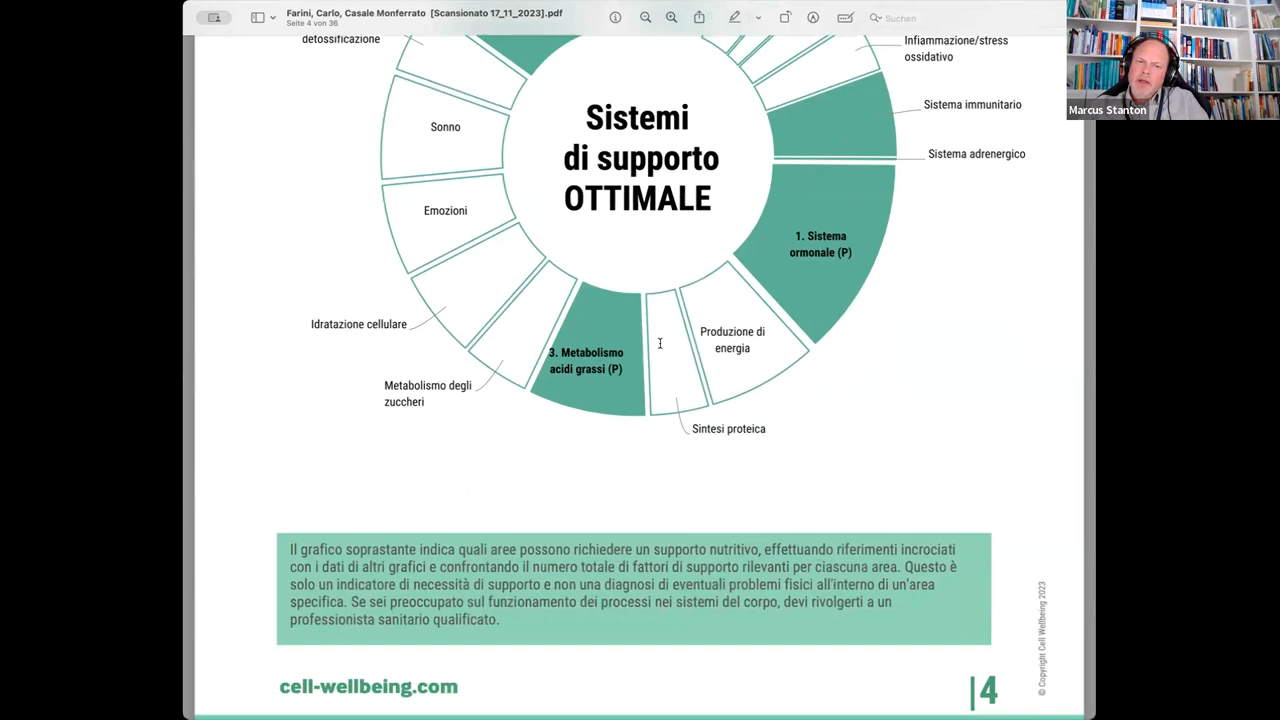 Farini, Carlo, Casale Monferrato [Scansionato 17_11_2023].pdf
Seite 4 von 36
Suchen
Marcus Stanton
detossificazione
Infiammazione/stress
ossidativo
Sistema immunitario
Sistema adrenergico
Sonno
Emozioni
Sistemi
di supporto
OTTIMALE
1. Sistema
ormonale (P)
Idratazione cellulare
Metabolismo degli
zuccheri
3. Metabolismo
acidi grassi (P)
Produzione di
energia
Sintesi proteica
Il grafico soprastante indica quali aree possono richiedere un supporto nutritivo, effettuando riferimenti incrociati
con i dati di altri grafici e confrontando il numero totale di fattori di supporto rilevanti per ciascuna area. Questo è
solo un indicatore di necessità di supporto e non una diagnosi di eventuali problemi fisici all'interno di un'area
specifica. Se sei preoccupato sul funzionamento dei processi nei sistemi del corpo, devi rivolgerti a un
professionista sanitario qualificato.
© Copyright Cell Wellbeing 2023
cell-wellbeing.com
|4